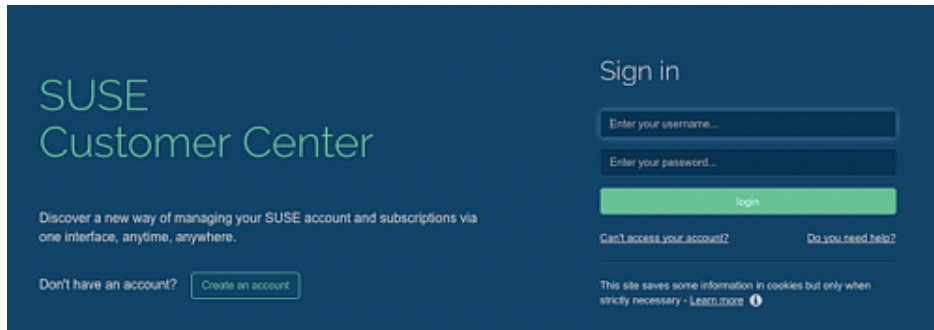 SUSE
Customer Center
Discover a new way of managing your SUSE account and subscriptions via
one interface, anytime, anywhere.
Don't have an account?
Create an account
Sign in
Enter your username...
Enter your password...
login
Can't access your account?
Do you need help?
This site saves some information in cookies but only when
strictly necessary - Learn more